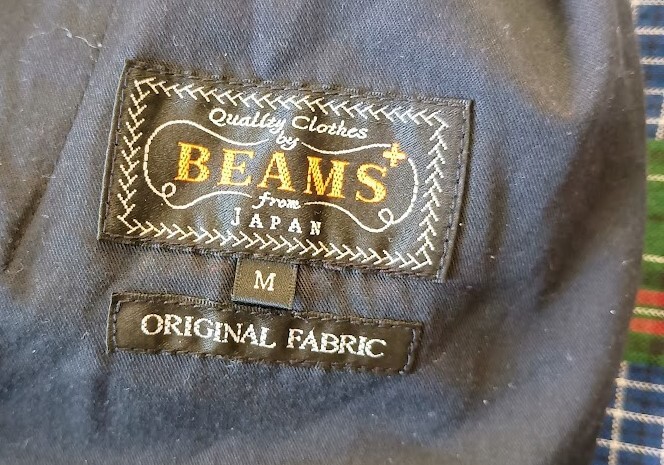 Quality Clothes
by
BEAMS+
from
JAPAN
M
ORIGINAL FABRIC